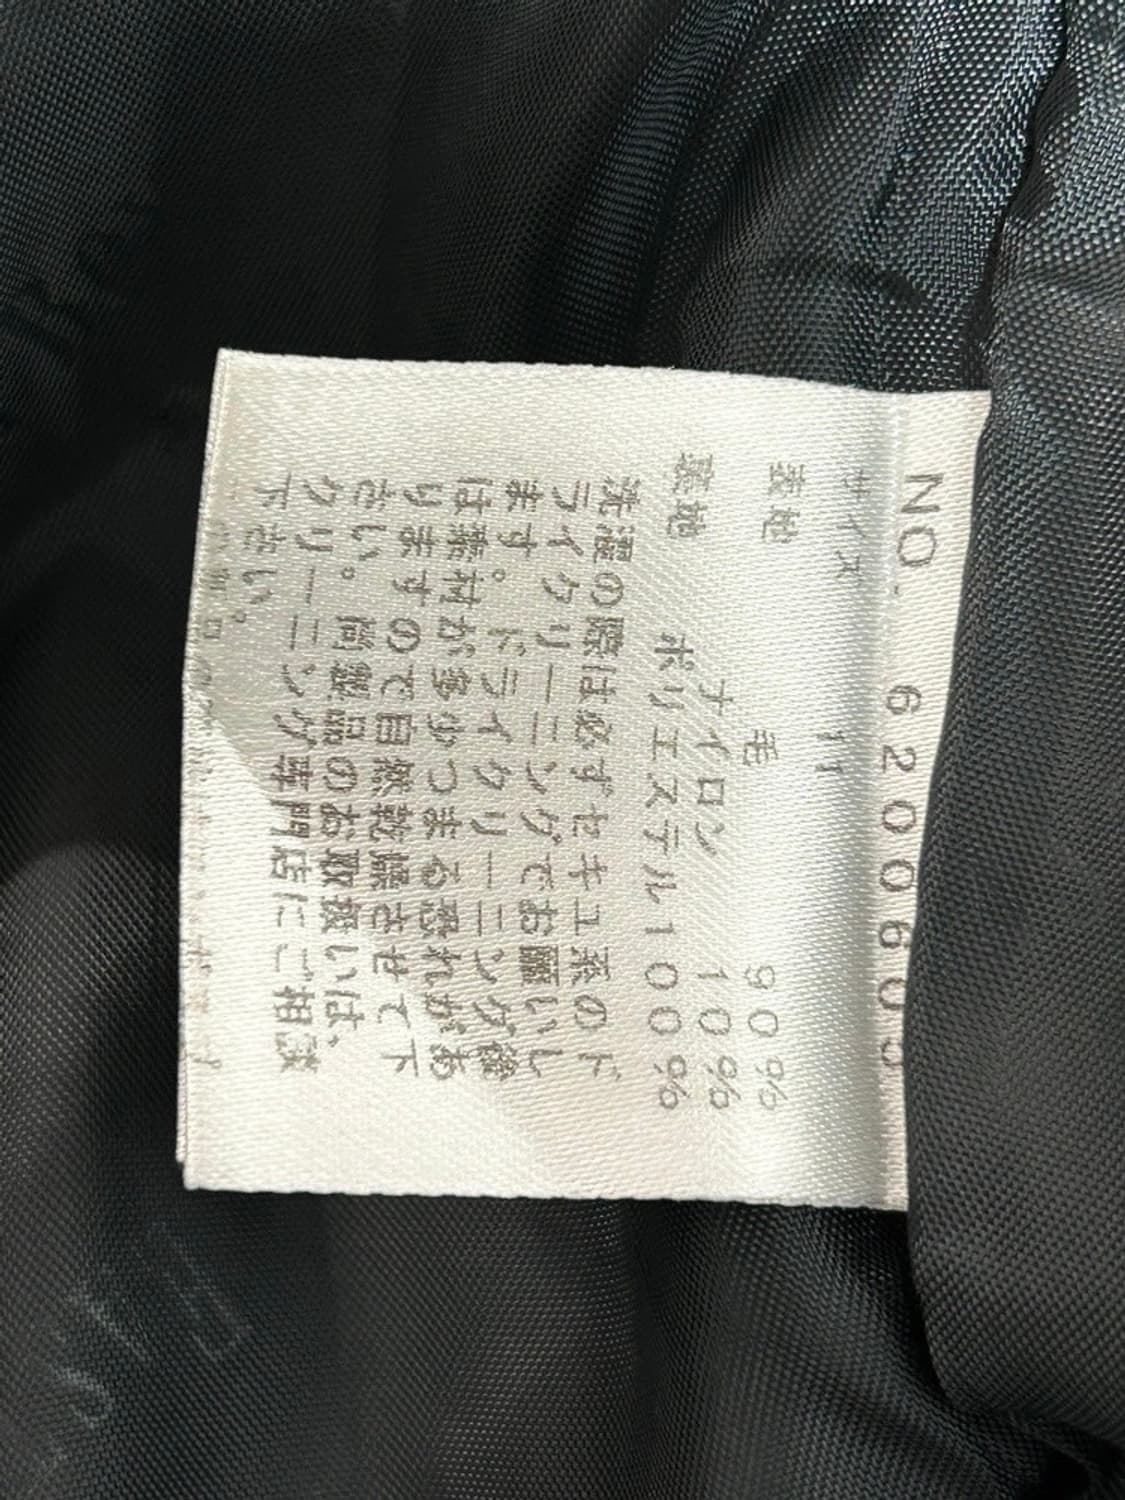 NO. 6200605
サイズ 11
表地 毛 90%
ナイロン 10%
裏地 ポリエステル100%
洗濯の際は必ずセキユ系のド
ライクリーニングでお願いし
ます。ドライクリーニング後
は素材が多少つまる恐れがあ
りますので自然乾燥させて下
さい。尚製品のお取扱いは、
クリーニング専門店にご相談
下さい。